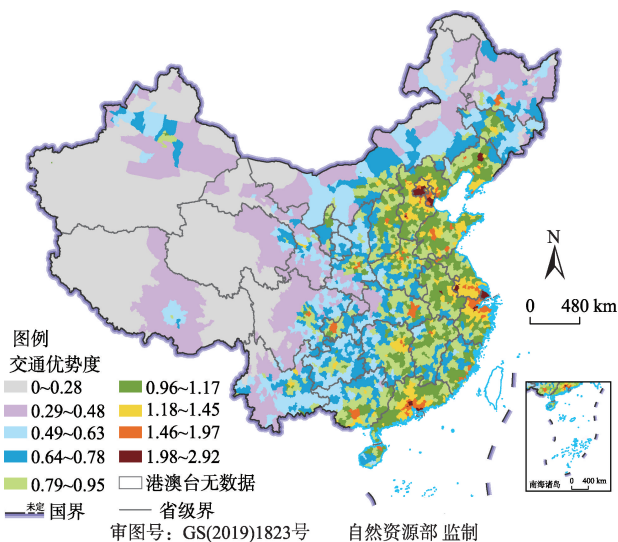 N
0 480 km
图例
交通优势度
0~0.28
0.29~0.48
0.49~0.63
0.64~0.78
0.79~0.95
0.96~1.17
1.18~1.45
1.46~1.97
1.98~2.92
港澳台无数据
未定 国界
省级界
南海诸岛
0 400 km
审图号：GS(2019)1823号 自然资源部 监制